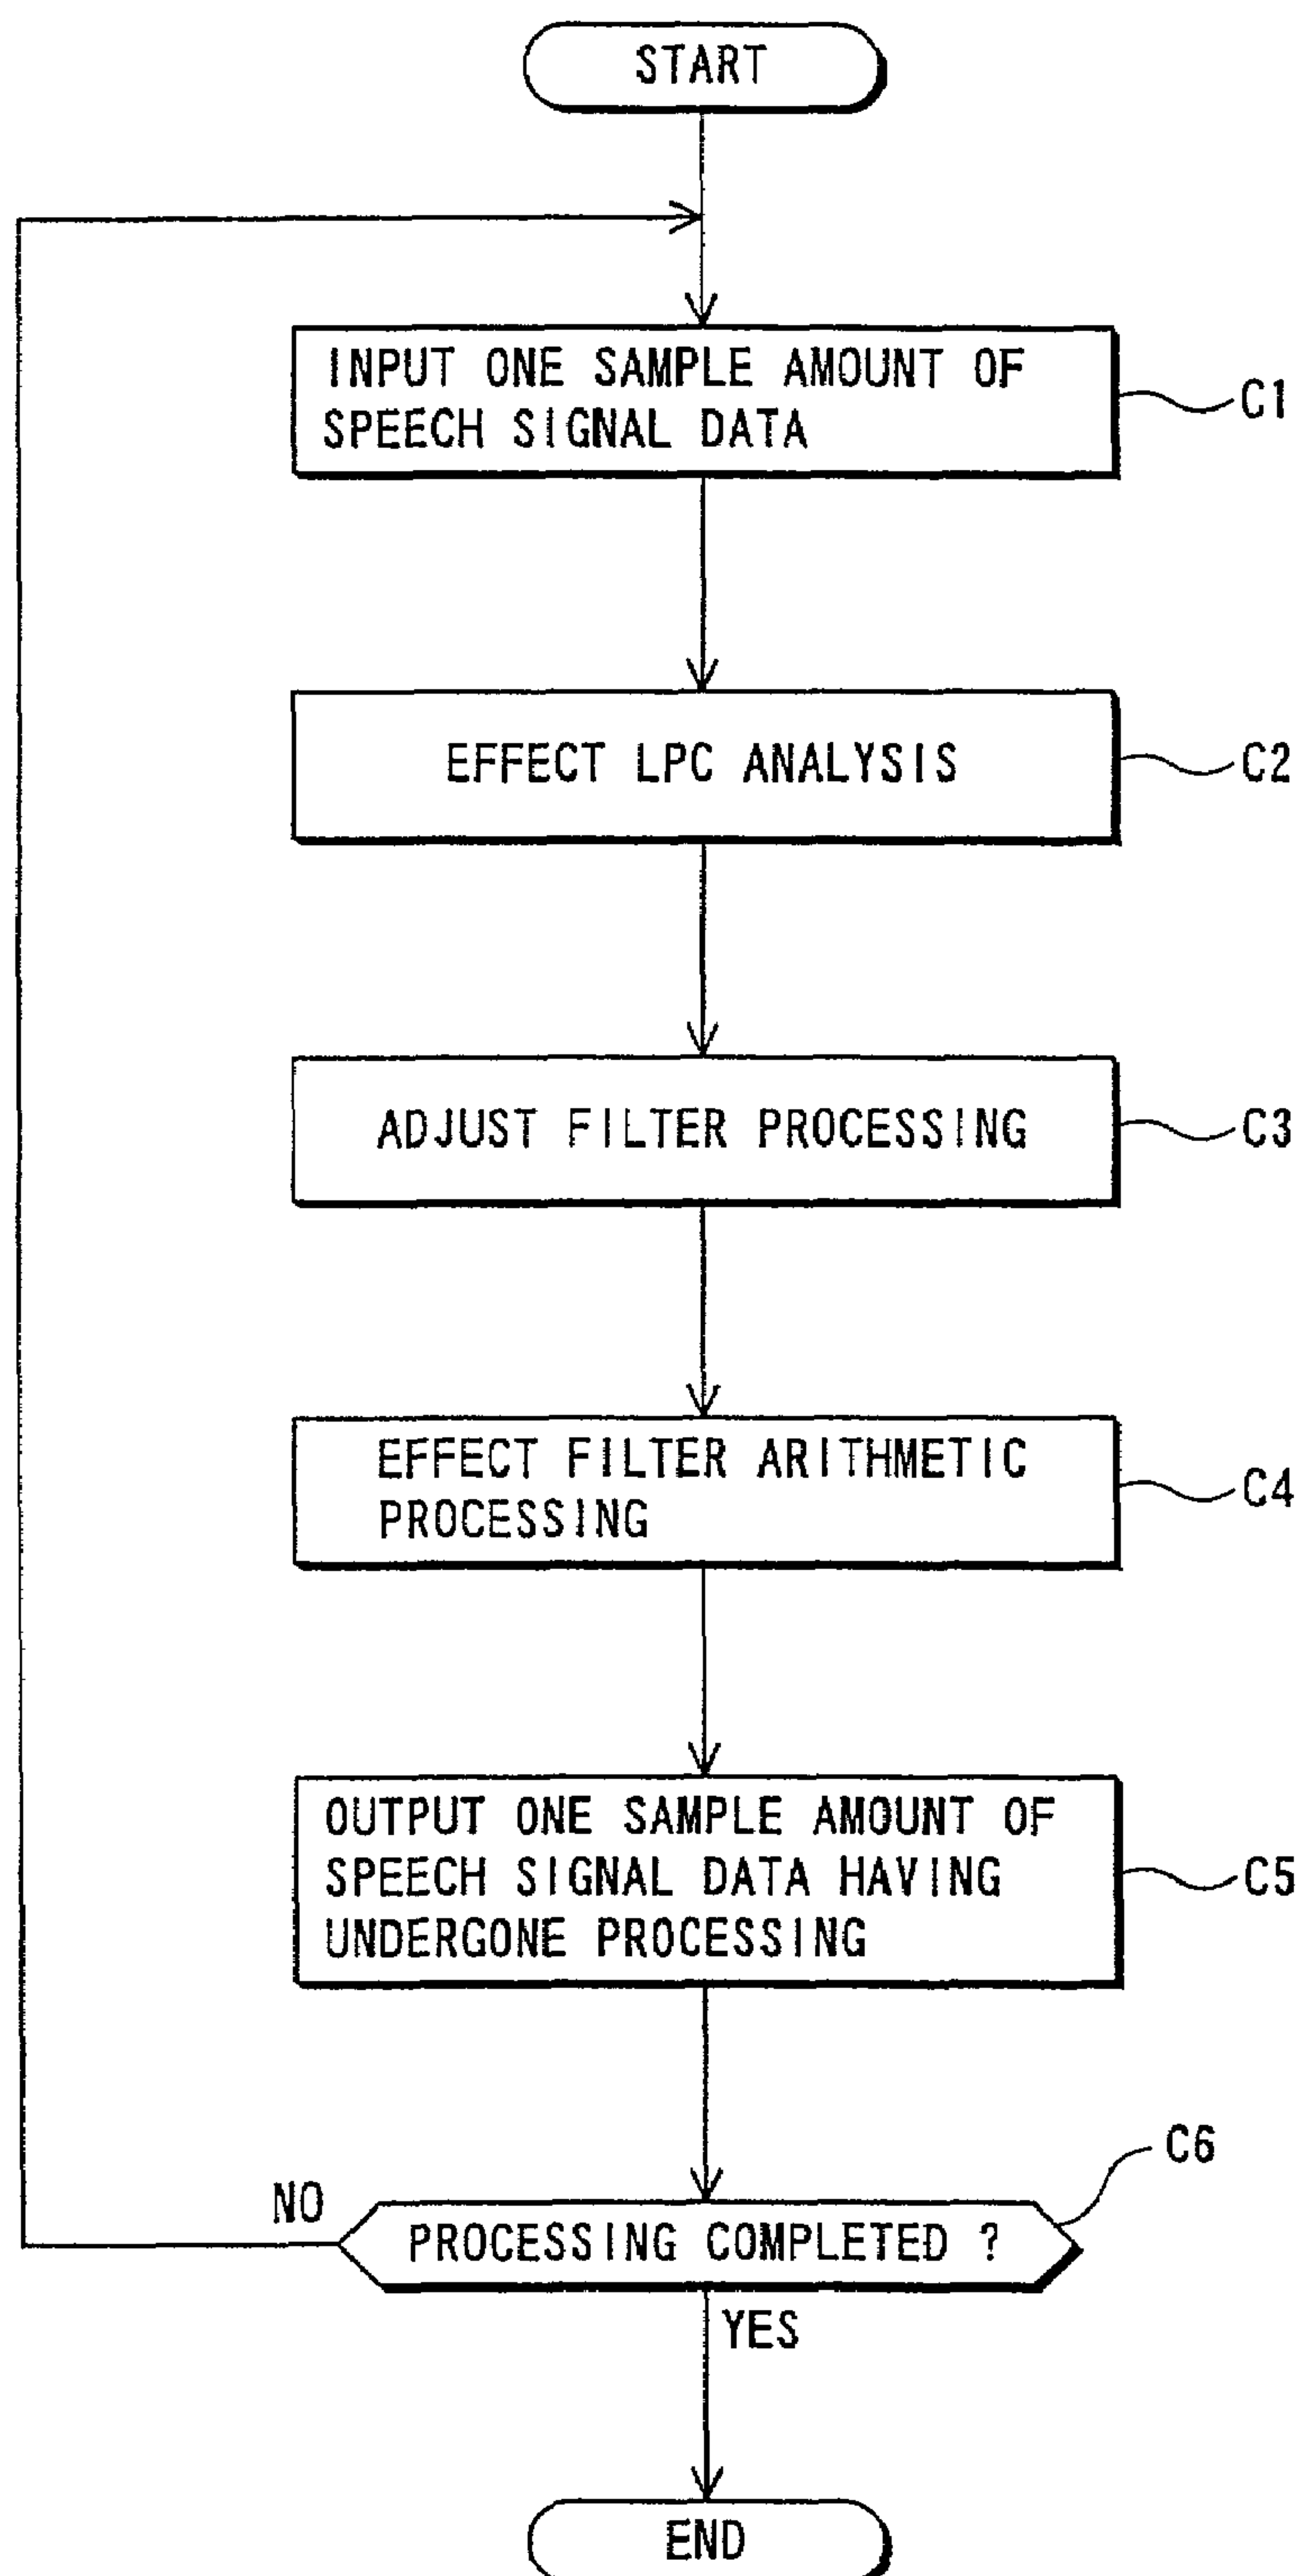 START
INPUT ONE SAMPLE AMOUNT OF
SPEECH SIGNAL DATA
C1
EFFECT LPC ANALYSIS
C2
ADJUST FILTER PROCESSING
C3
EFFECT FILTER ARITHMETIC
PROCESSING
C4
OUTPUT ONE SAMPLE AMOUNT OF
SPEECH SIGNAL DATA HAVING
UNDERGONE PROCESSING
C5
C6
NO
PROCESSING COMPLETED ?
YES
END